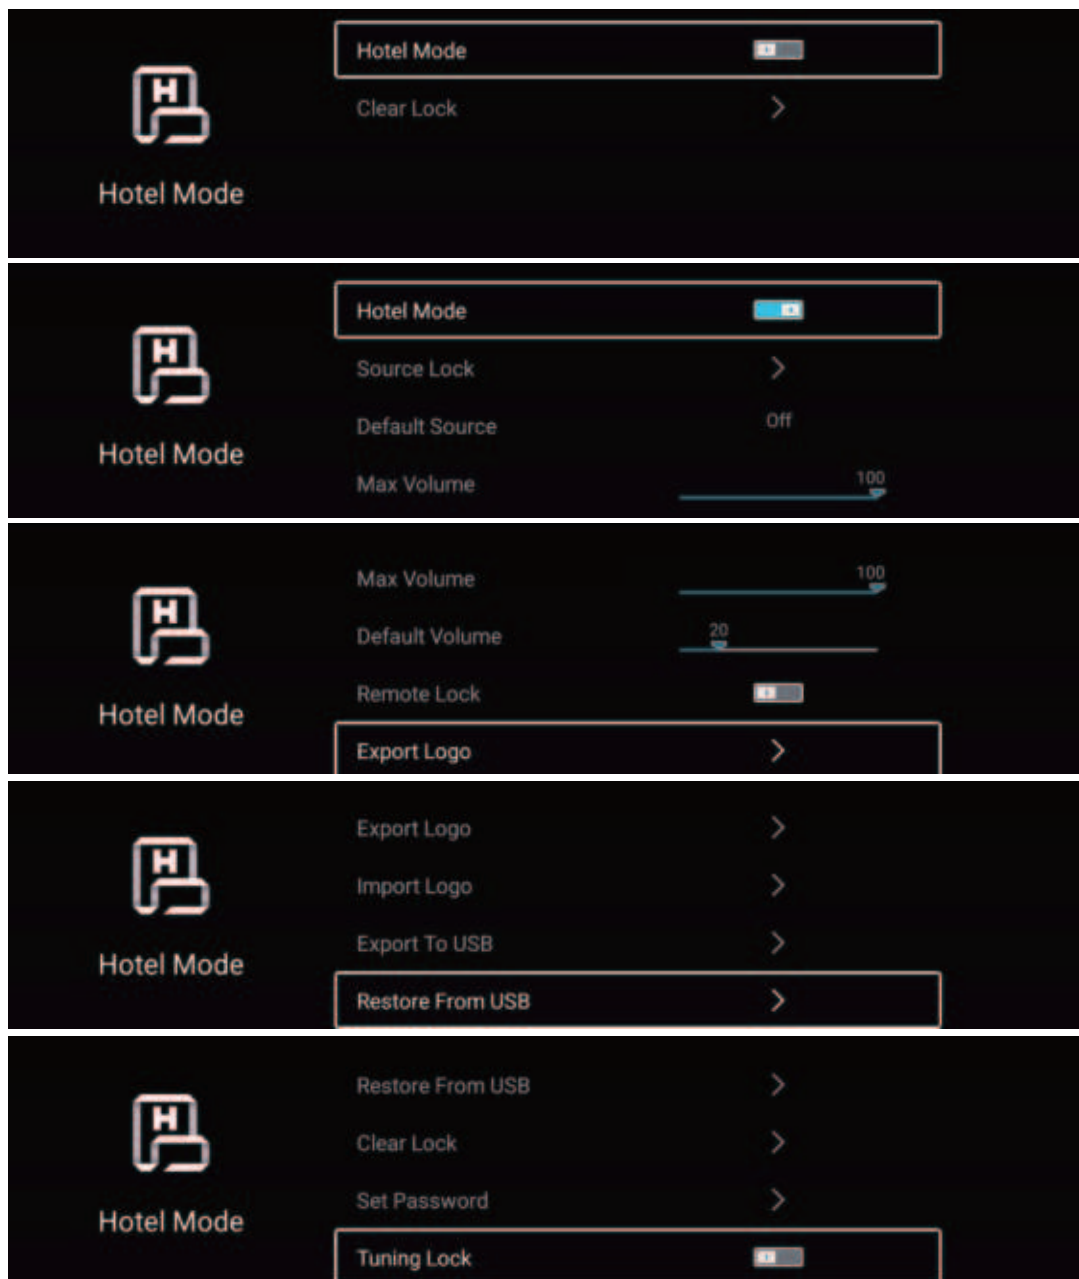 Hotel Mode
Clear Lock
Hotel Mode
Hotel Mode
Source Lock
Default Source Off
Max Volume 100
Hotel Mode
Max Volume 100
Default Volume 20
Remote Lock
Export Logo
Hotel Mode
Export Logo
Import Logo
Export To USB
Restore From USB
Hotel Mode
Restore From USB
Clear Lock
Set Password
Tuning Lock
Hotel Mode